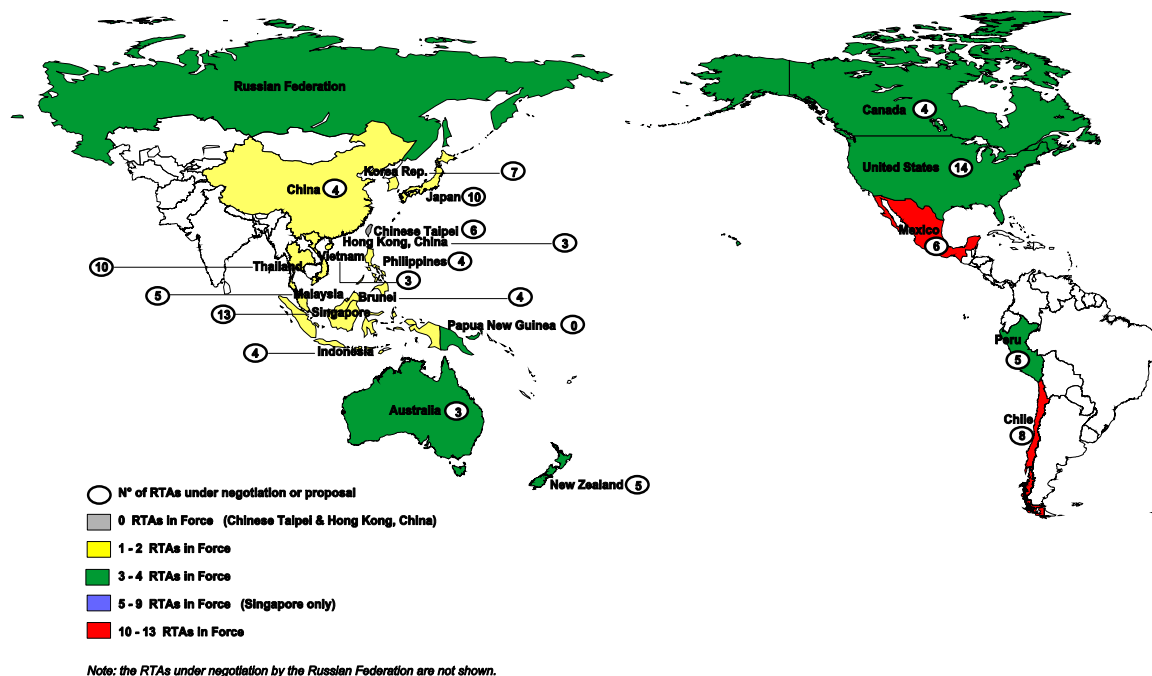 Russian Federation
Canada 4
United States 14
Korea Rep. 7
China 4
Japan 10
Mexico 6
Chinese Taipei 6
Hong Kong, China 3
Vietnam 3
Philippines 4
Thailand 10
Malaysia 5
Brunei 4
Singapore 13
Papua New Guinea 0
Indonesia 4
Peru
5
Australia 3
Chile
8
New Zealand 5
N° of RTAs under negotiation or proposal
0 RTAs in Force (Chinese Taipei & Hong Kong, China)
1 - 2 RTAs in Force
3 - 4 RTAs in Force
5 - 9 RTAs in Force (Singapore only)
10 - 13 RTAs in Force
Note: the RTAs under negotiation by the Russian Federation are not shown.